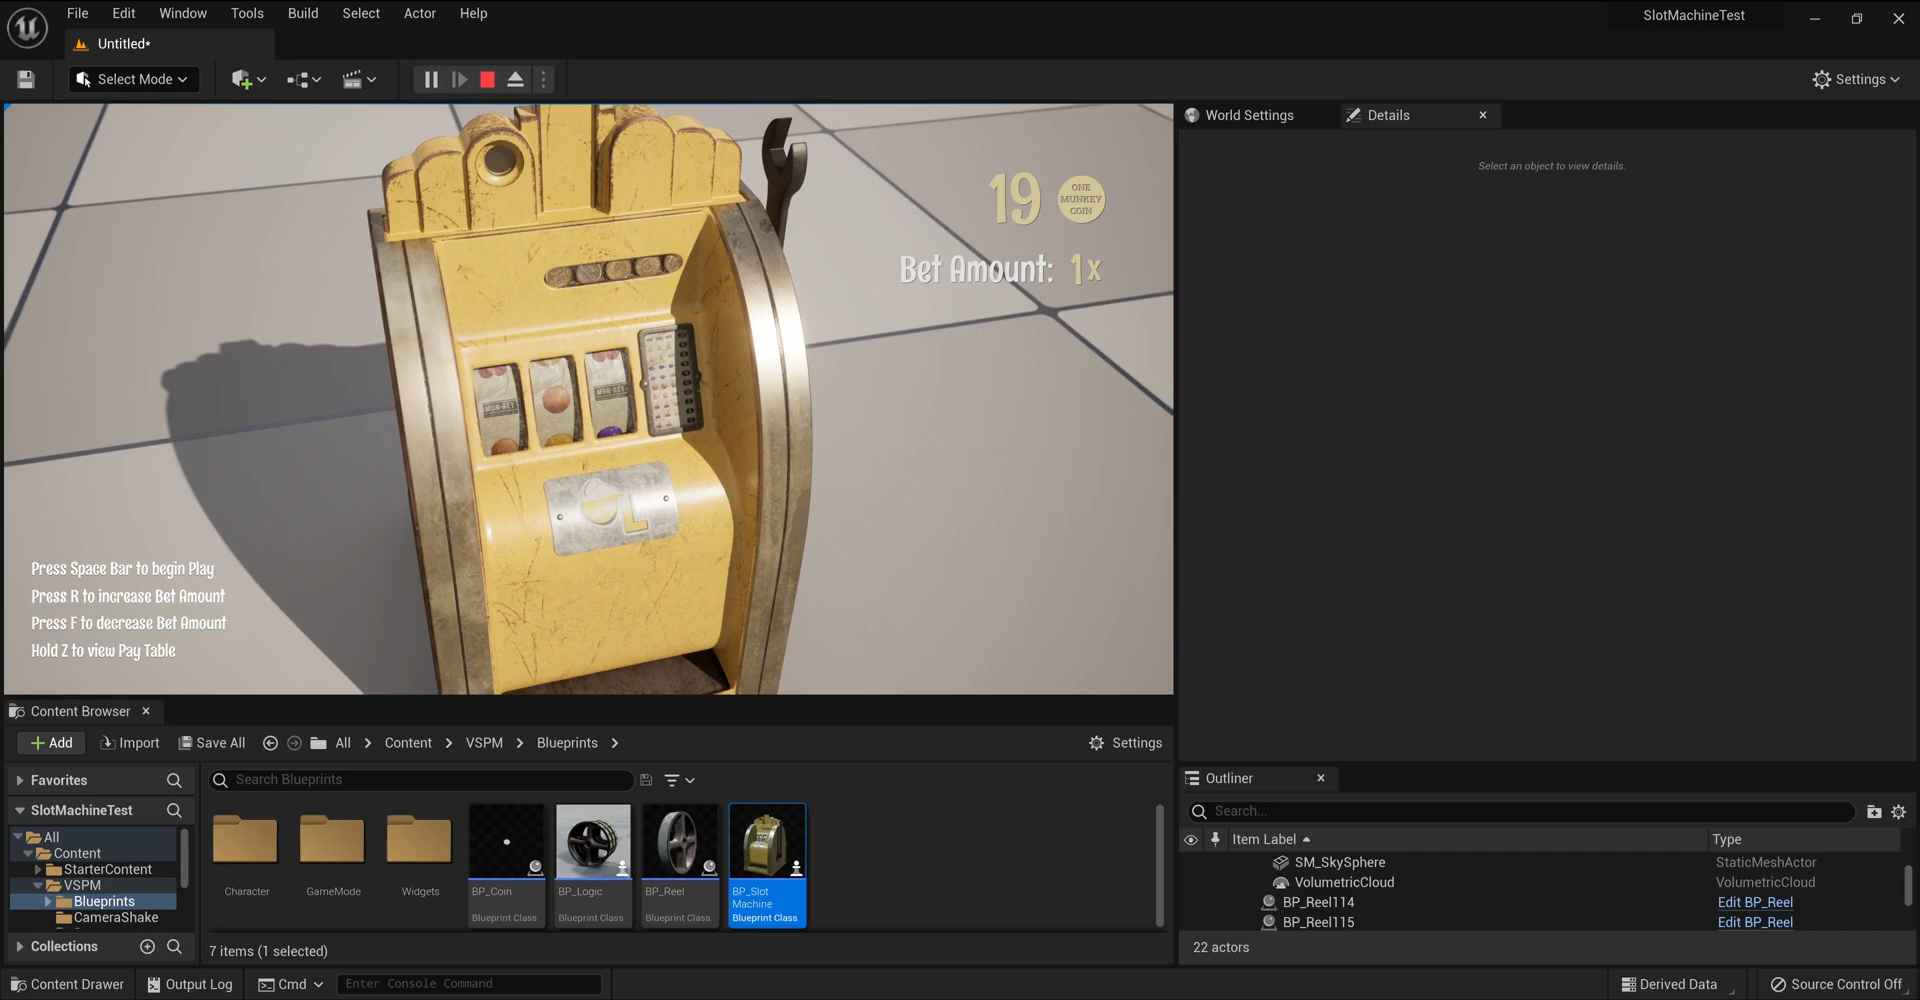 File Edit Window Tools Build Select Actor Help
SlotMachineTest
Untitled*
Select Mode
Settings
World Settings
Details
Select an object to view details.
19
ONE
MUNKEY
COIN
Bet Amount: 1x
MUN-KEY
MUN-KEY
L
Press Space Bar to begin Play
Press R to increase Bet Amount
Press F to decrease Bet Amount
Hold Z to view Pay Table
Content Browser
Add Import Save All All Content VSPM Blueprints Settings
Favorites
Search Blueprints
SlotMachineTest
All
Content
StarterContent
VSPM
Blueprints
CameraShake
Collections
Character
GameMode
Widgets
BP_Coin
Blueprint Class
BP_Logic
Blueprint Class
BP_Reel
Blueprint Class
BP_Slot
Machine
Blueprint Class
7 items (1 selected)
Outliner
Search...
Item Label Type
SM_SkySphere StaticMeshActor
VolumetricCloud VolumetricCloud
BP_Reel114 Edit BP_Reel
BP_Reel115 Edit BP_Reel
22 actors
Content Drawer Output Log Cmd Enter Console Command Derived Data Source Control Off